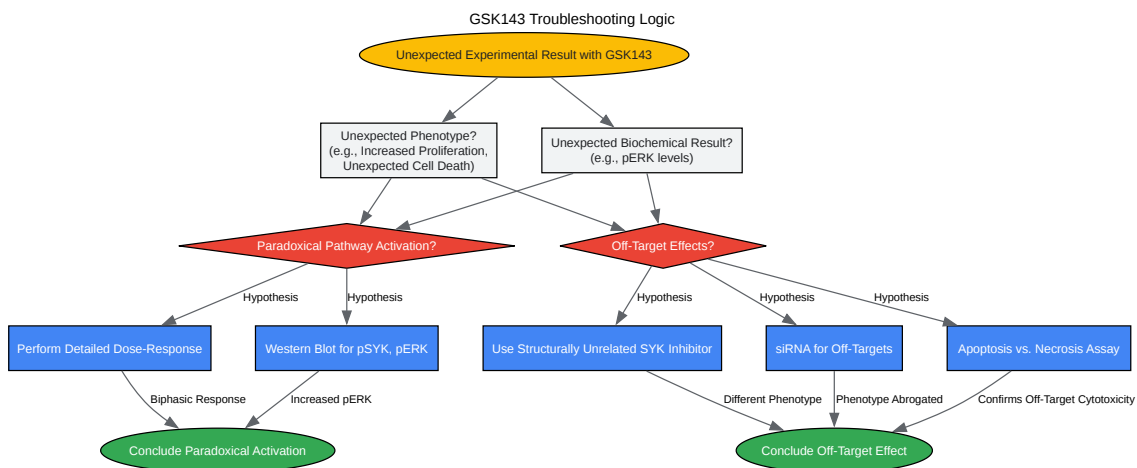 GSK143 Troubleshooting Logic
Unexpected Experimental Result with GSK143
Unexpected Phenotype?
(e.g., Increased Proliferation,
Unexpected Cell Death)
Unexpected Biochemical Result?
(e.g., pERK levels)
Paradoxical Pathway Activation?
Off-Target Effects?
Hypothesis
Hypothesis
Hypothesis
Hypothesis
Hypothesis
Perform Detailed Dose-Response
Western Blot for pSYK, pERK
Use Structurally Unrelated SYK Inhibitor
siRNA for Off-Targets
Apoptosis vs. Necrosis Assay
Biphasic Response
Increased pERK
Different Phenotype
Phenotype Abrogated
Confirms Off-Target Cytotoxicity
Conclude Paradoxical Activation
Conclude Off-Target Effect